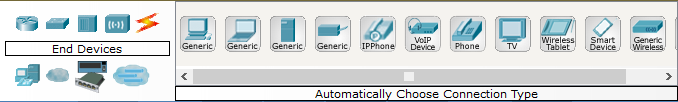 End Devices
Generic Generic Generic Generic IPPhone VoIP Device Phone TV Wireless Tablet Smart Device Generic Wireless
Automatically Choose Connection Type